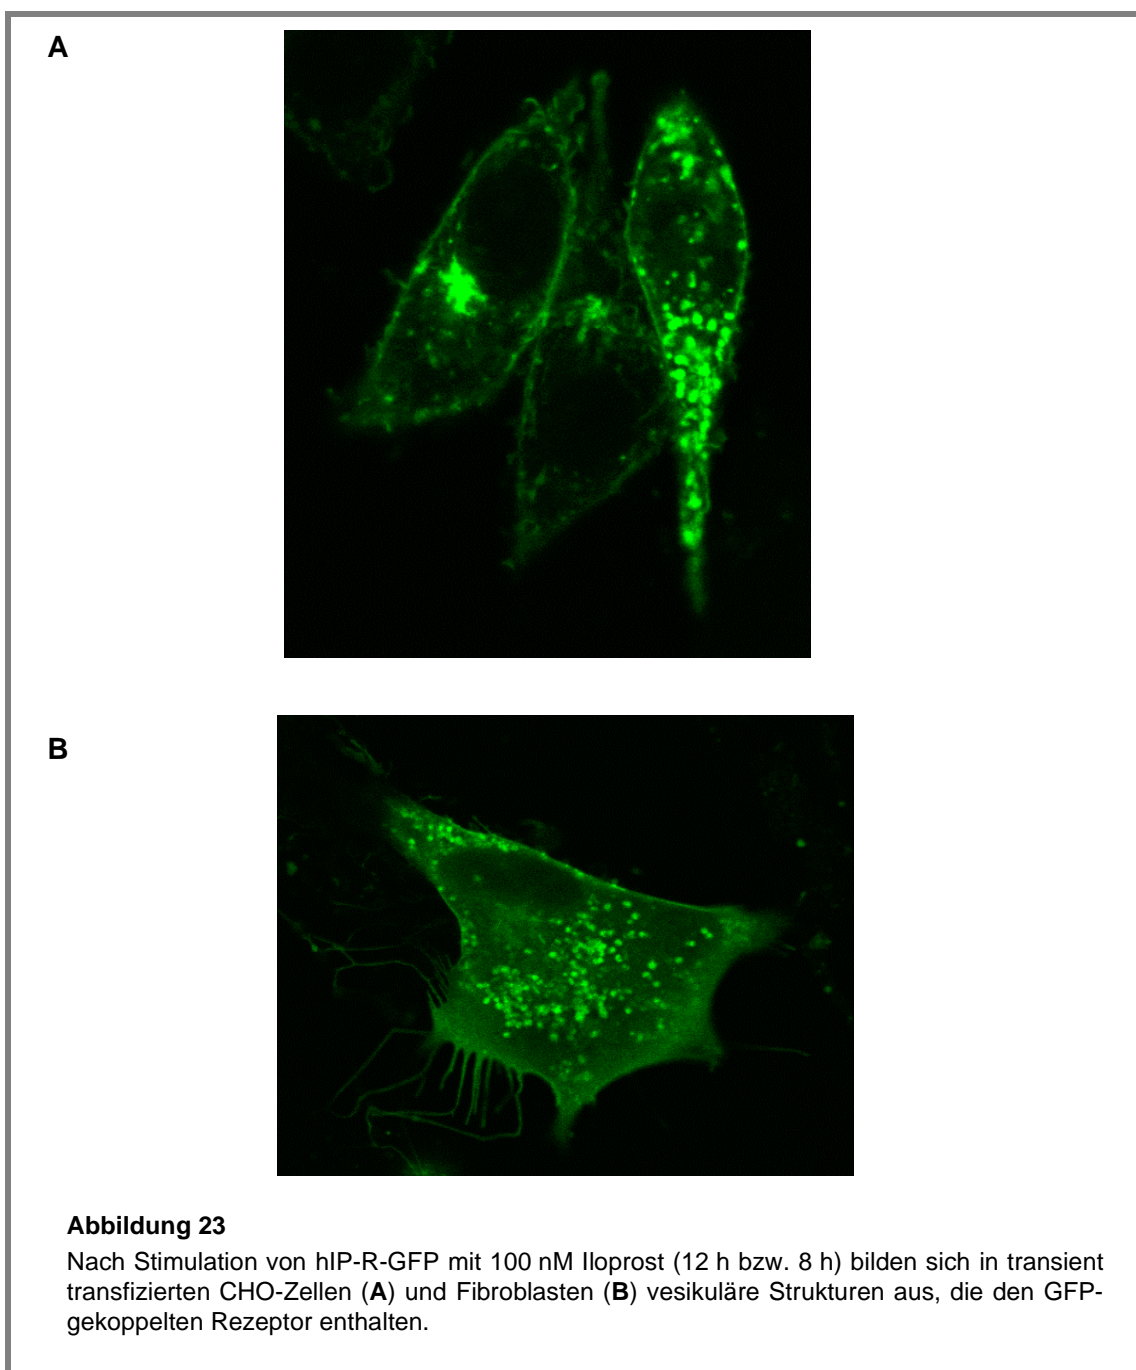 A
B
Abbildung 23
Nach Stimulation von hIP-R-GFP mit 100 nM Iloprost (12 h bzw. 8 h) bilden sich in transient
transfizierten CHO-Zellen (A) und Fibroblasten (B) vesikuläre Strukturen aus, die den GFP-
gekoppelten Rezeptor enthalten.